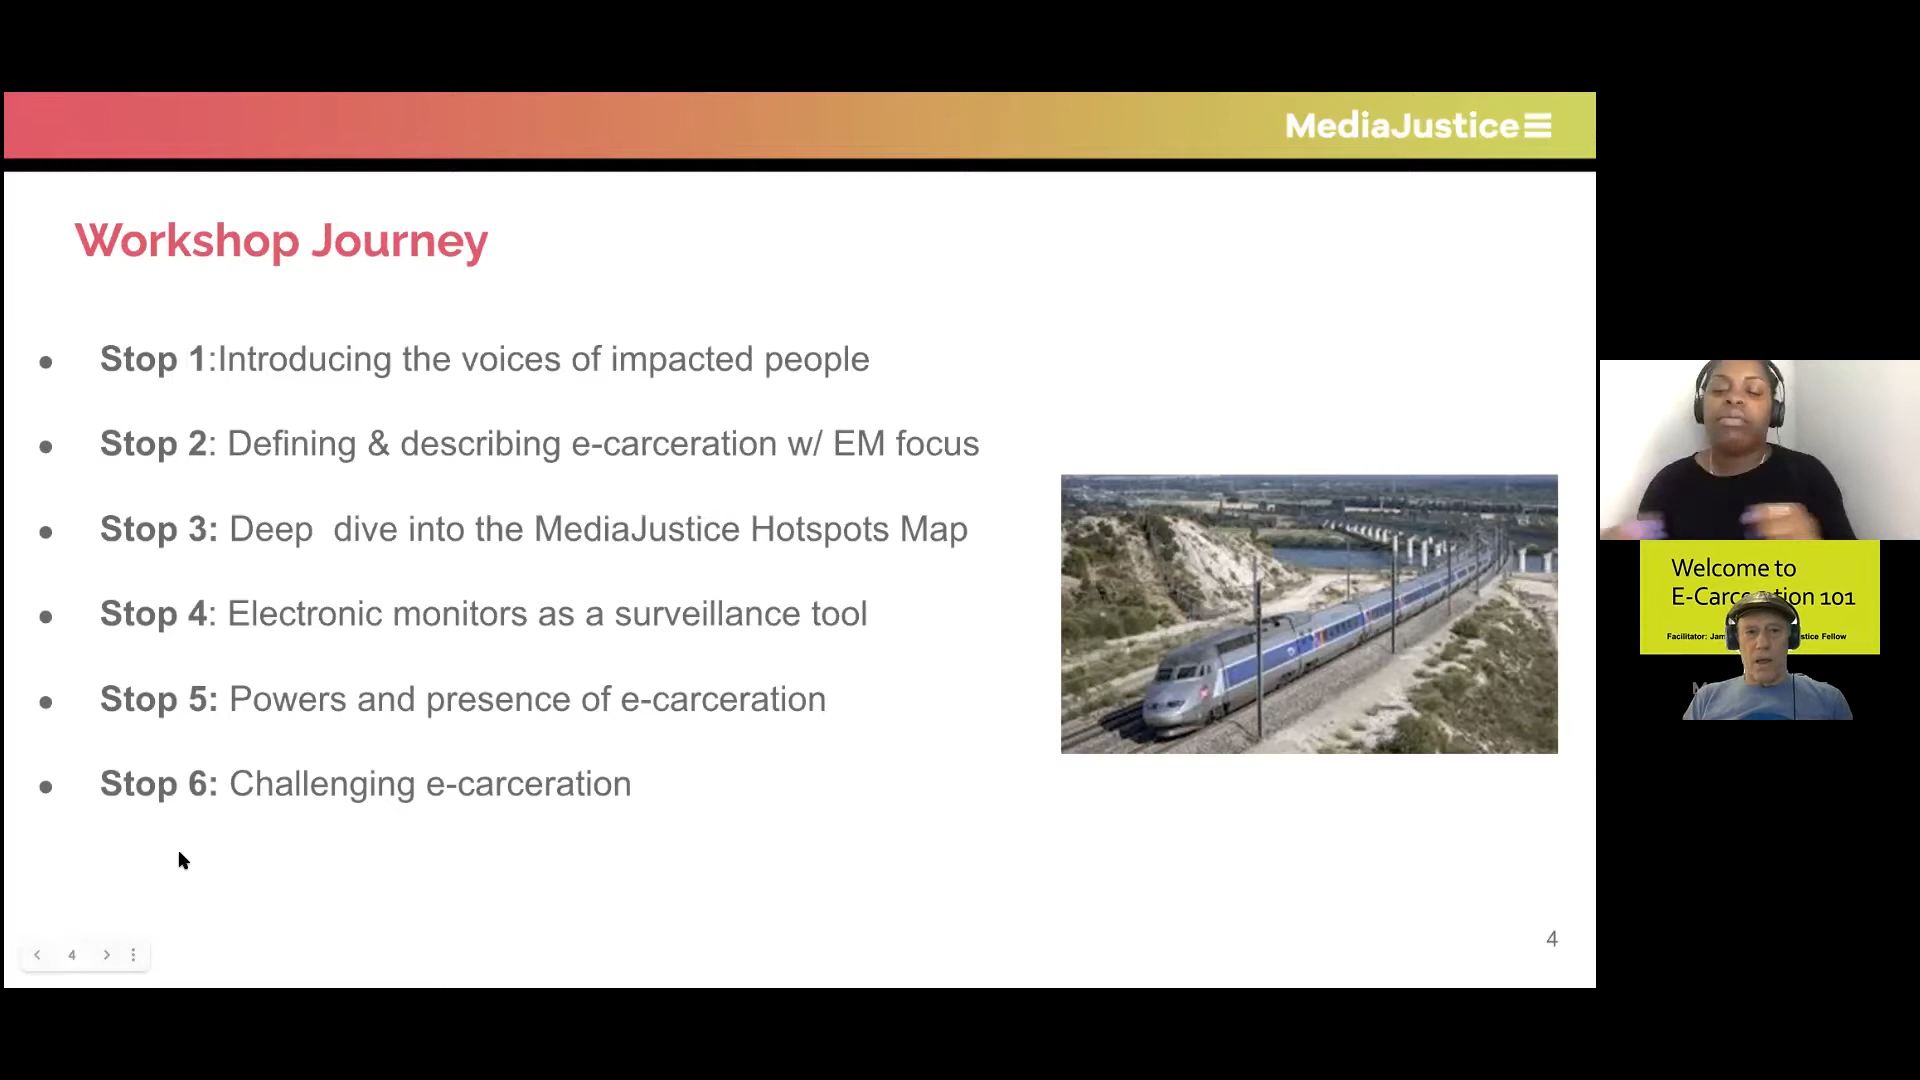 MediaJustice
Workshop Journey
• Stop 1:Introducing the voices of impacted people
• Stop 2: Defining & describing e-carceration w/ EM focus
• Stop 3: Deep  dive into the MediaJustice Hotspots Map
• Stop 4: Electronic monitors as a surveillance tool
• Stop 5: Powers and presence of e-carceration
• Stop 6: Challenging e-carceration
4
4
Welcome to
101
Facilitator: Fellow